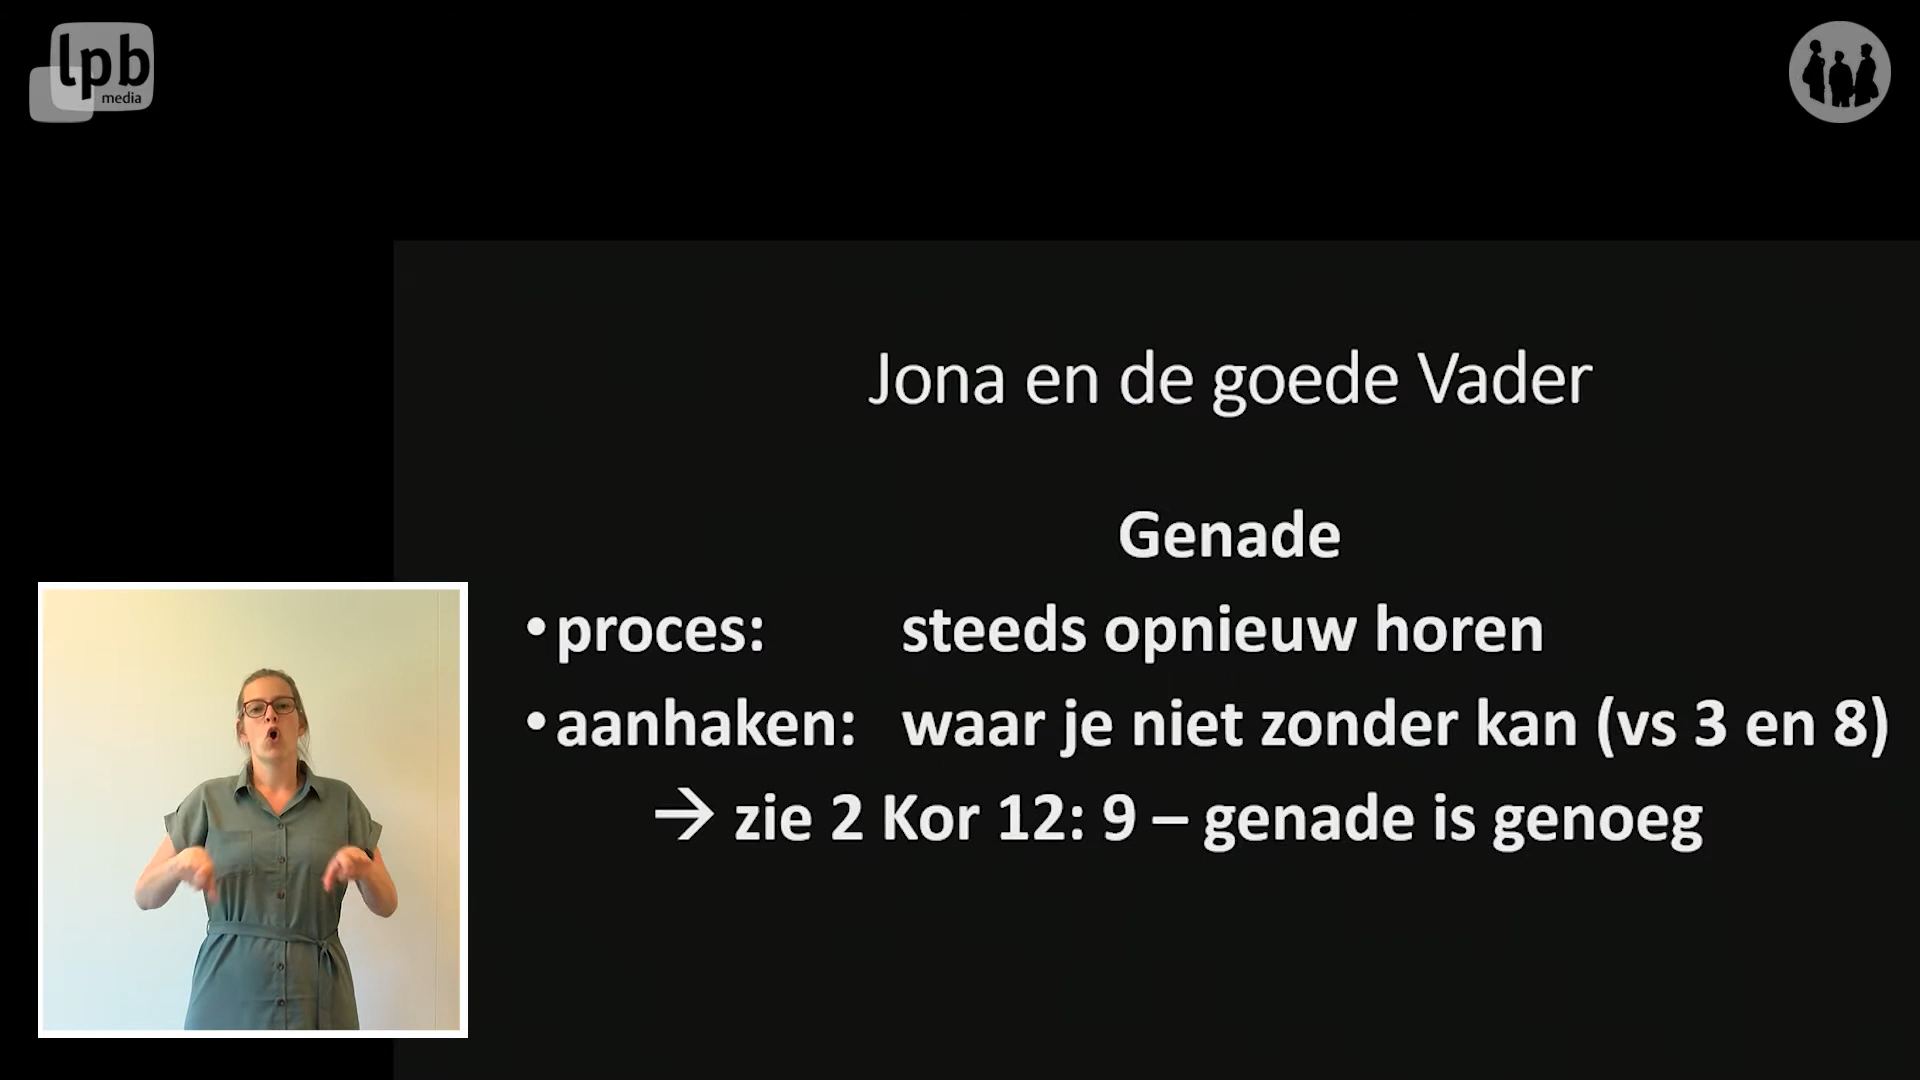 lpb
media
Jona en de goede Vader
Genade
•proces: steeds opnieuw horen
•aanhaken: waar je niet zonder kan (vs 3 en 8)
→ zie 2 Kor 12: 9 – genade is genoeg